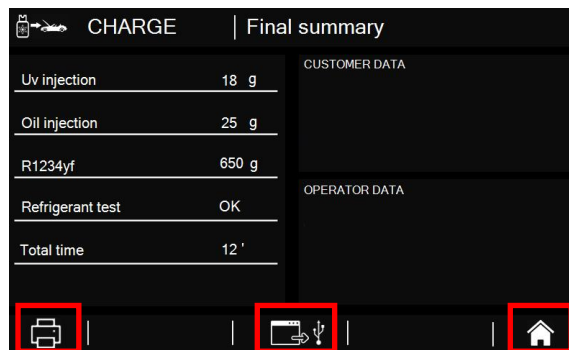 CHARGE Final summary
Uv injection 18 g
Oil injection 25 g
R1234yf 650 g
Refrigerant test OK
Total time 12 '
CUSTOMER DATA
OPERATOR DATA